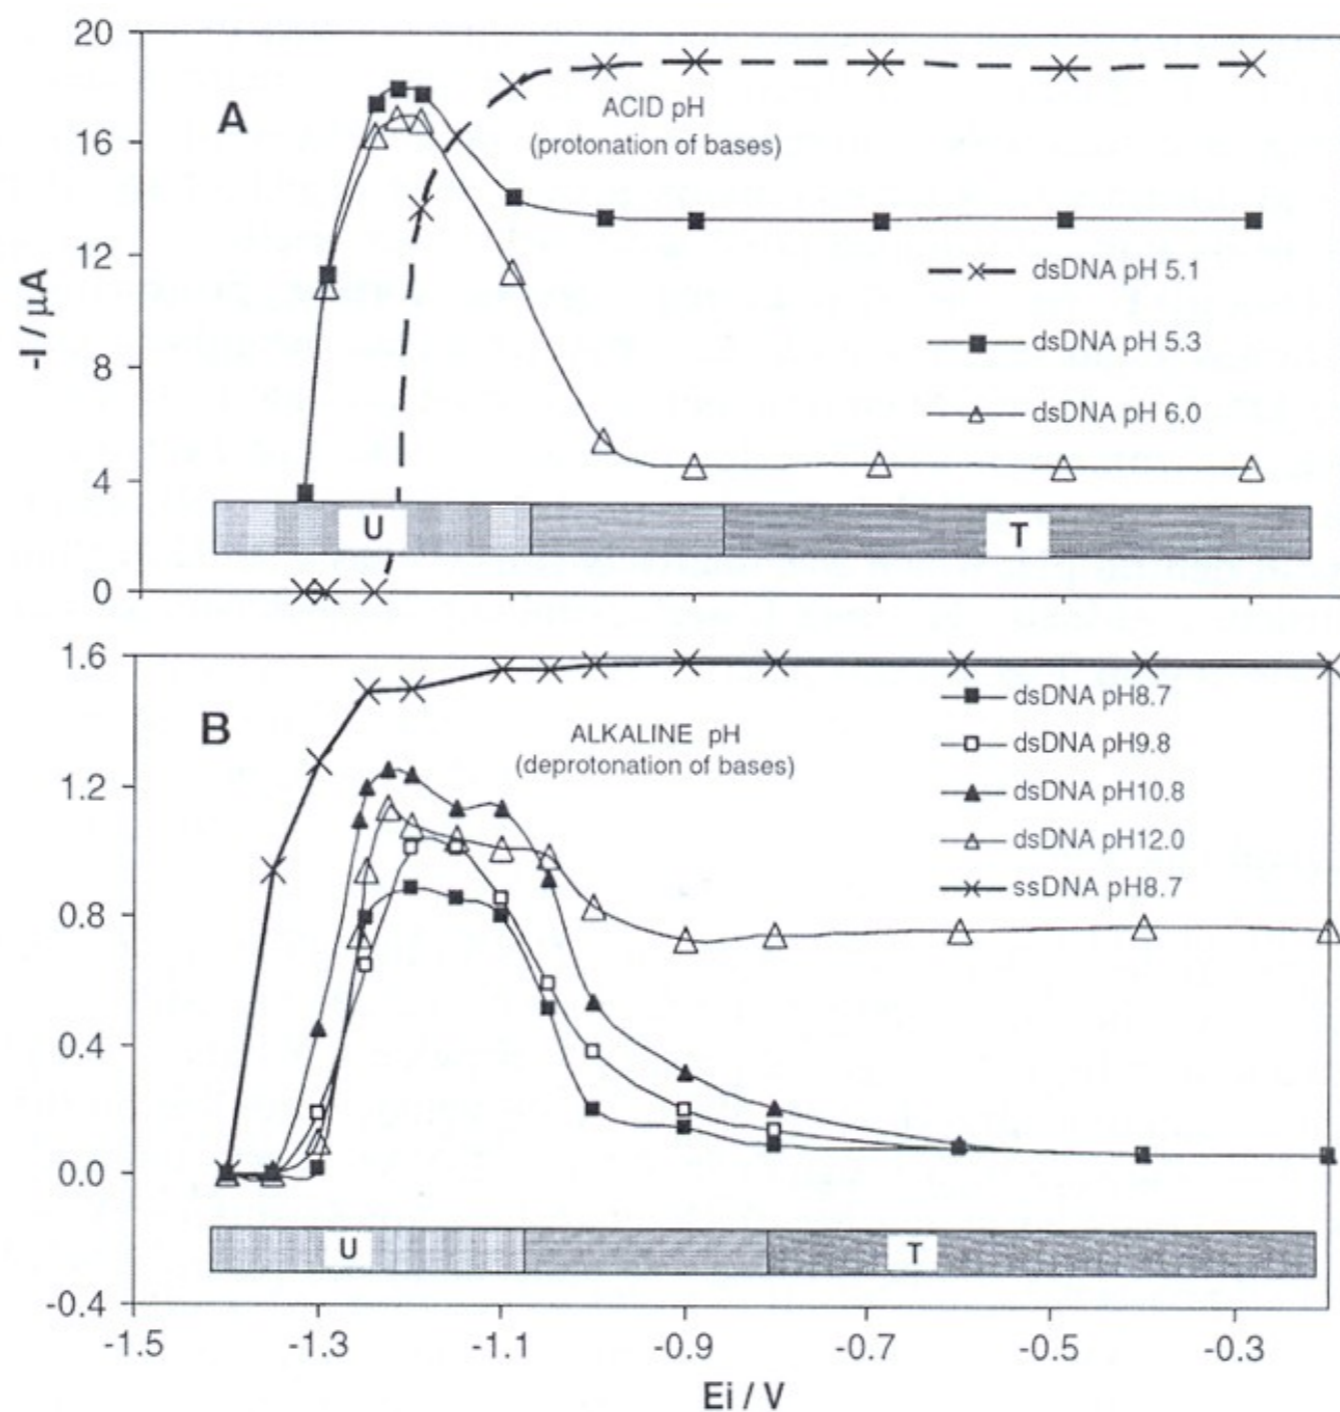 20
A
ACID pH
16
(protonation of bases)
12
dsDNA pH 5.1
-I / μA
dsDNA pH 5.3
8
dsDNA pH 6.0
4
U
T
0
1.6
dsDNA pH8.7
B
ALKALINE pH
dsDNA pH9.8
(deprotonation of bases)
1.2
dsDNA pH10.8
dsDNA pH12.0
ssDNA pH8.7
0.8
0.4
0.0
U
T
-0.4
-1.5 -1.3 -1.1 -0.9 -0.7 -0.5 -0.3
Ei / V